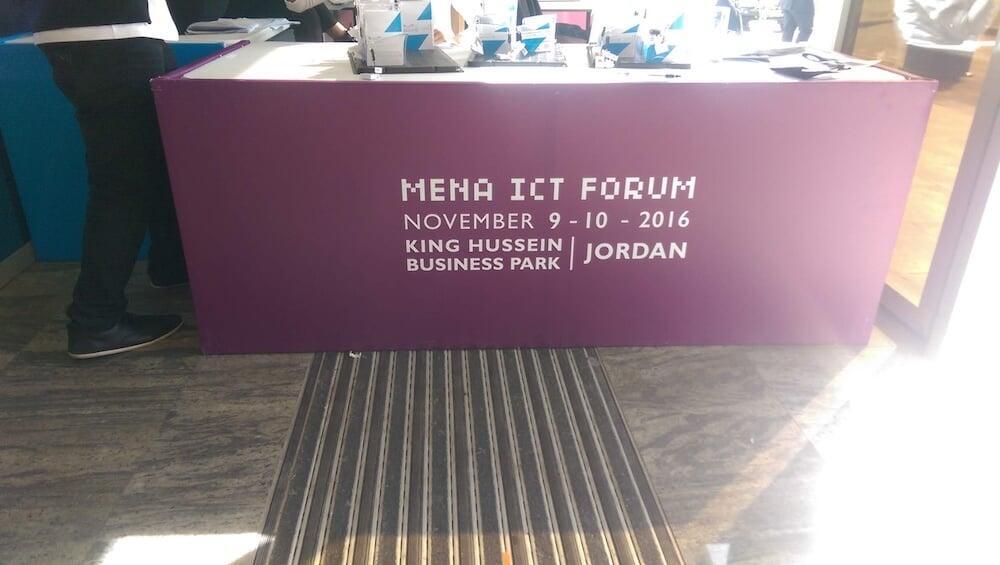 MENA ICT FORUM
NOVEMBER 9 - 10 - 2016
KING HUSSEIN
BUSINESS PARK | JORDAN